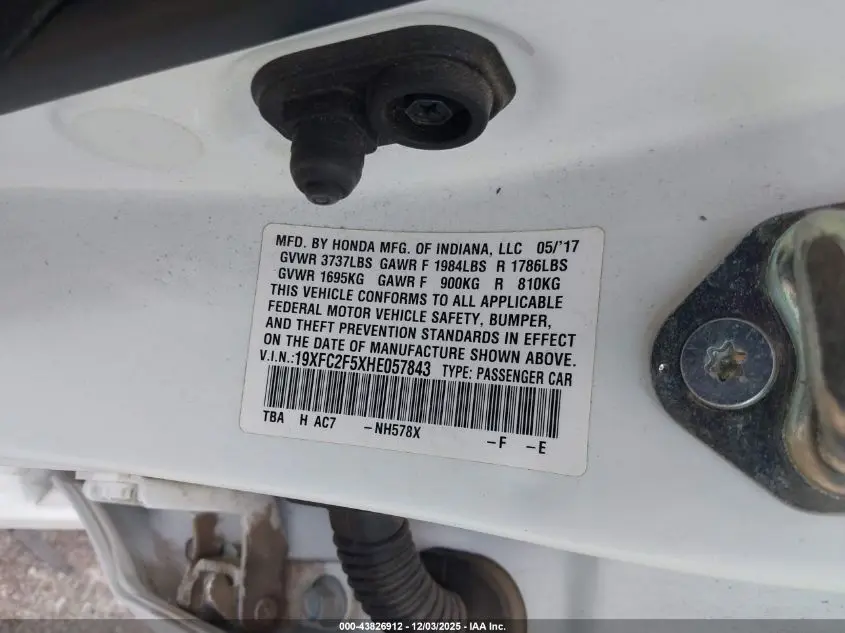 MFD. BY HONDA MFG. OF INDIANA, LLC 05/'17
GVWR 3737LBS GAWR F 1984LBS R 1786LBS
GVWR 1695KG GAWR F 900KG R 810KG
THIS VEHICLE CONFORMS TO ALL APPLICABLE
FEDERAL MOTOR VEHICLE SAFETY, BUMPER,
AND THEFT PREVENTION STANDARDS IN EFFECT
ON THE DATE OF MANUFACTURE SHOWN ABOVE.
V.I.N.:19XFC2F5XHE057843 TYPE: PASSENGER CAR
TBA H AC7 -NH578X -F -E
000-43826912 - 12/03/2025 - IAA Inc.